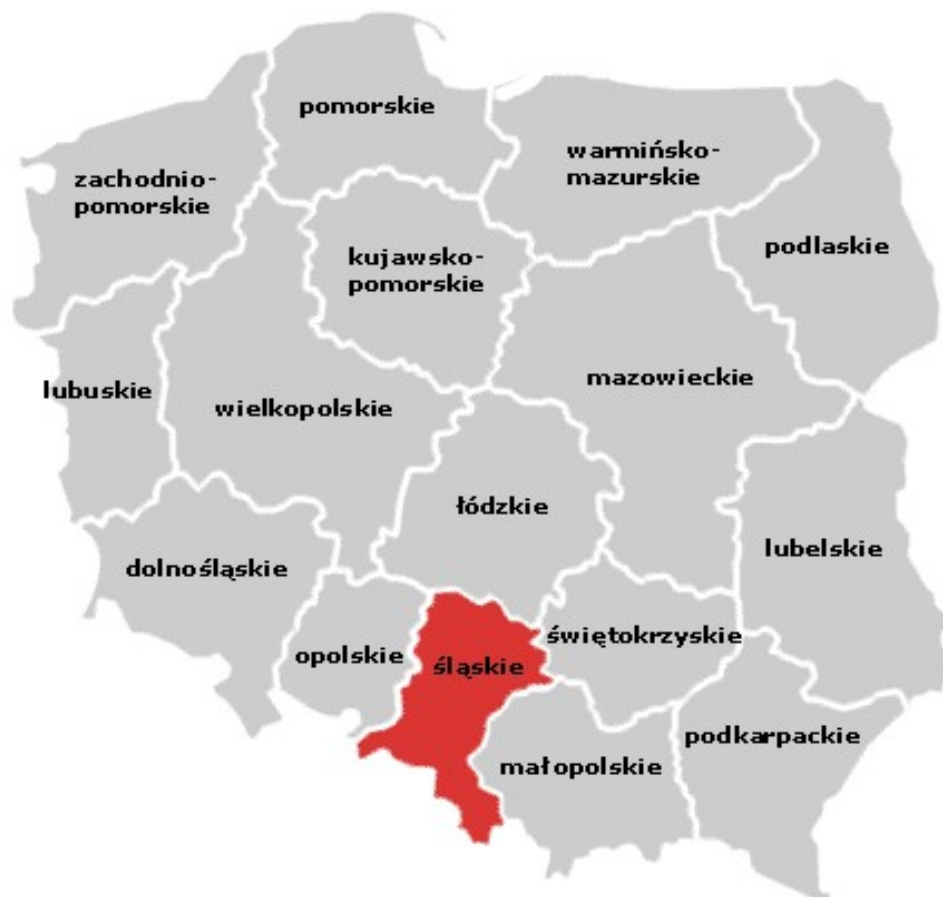 pomorskie
warmińsko-
mazurskie
zachodnio-
pomorskie
podlaskie
kujawsko-
pomorskie
lubuskie
wielkopolskie
mazowieckie
łódzkie
lubelskie
dolnośląskie
opolskie
śląskie
świętokrzyskie
małopolskie
podkarpackie